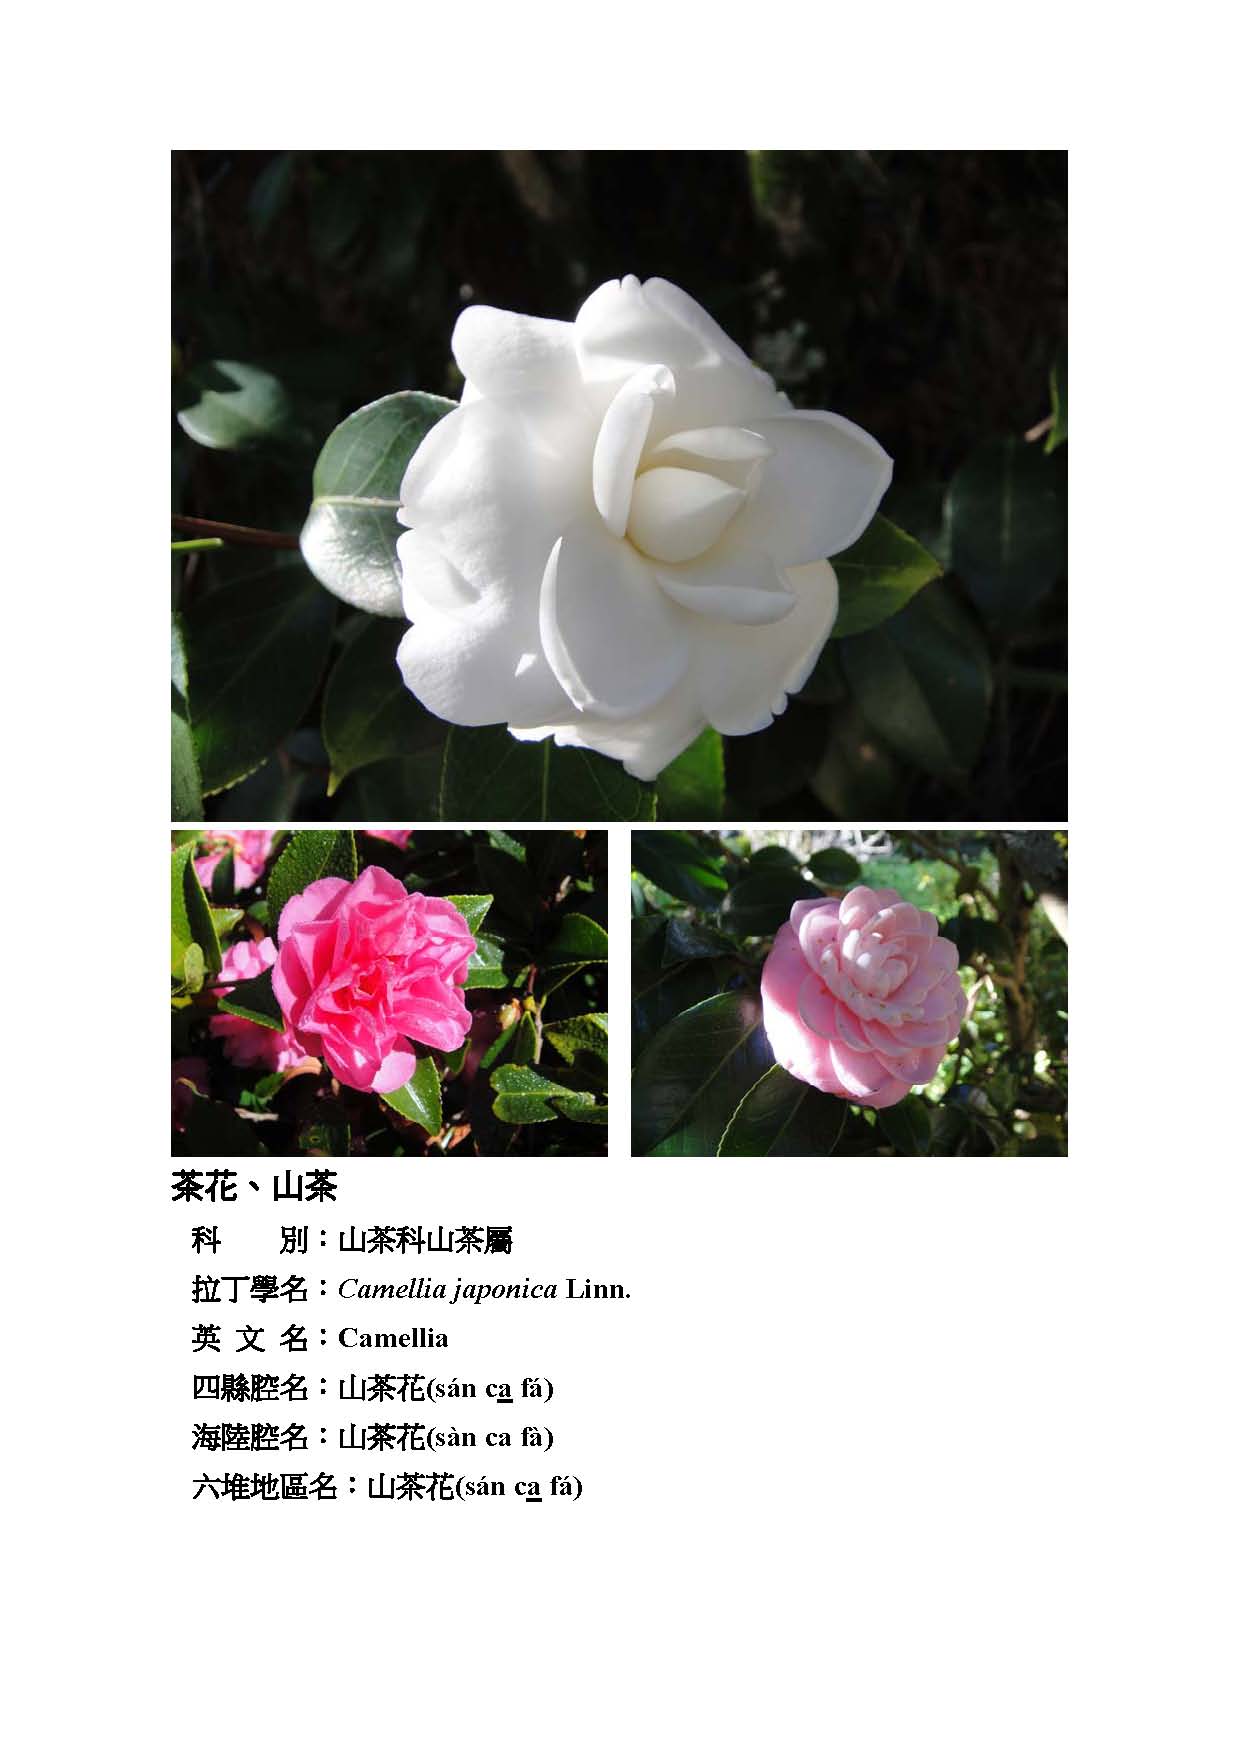 茶花、山茶
科　　別：山茶科山茶屬
拉丁學名：Camellia japonica Linn.
英 文 名：Camellia
四縣腔名：山茶花(sán ca̲ fá)
海陸腔名：山茶花(sàn ca fà)
六堆地區名：山茶花(sán ca̲ fá)